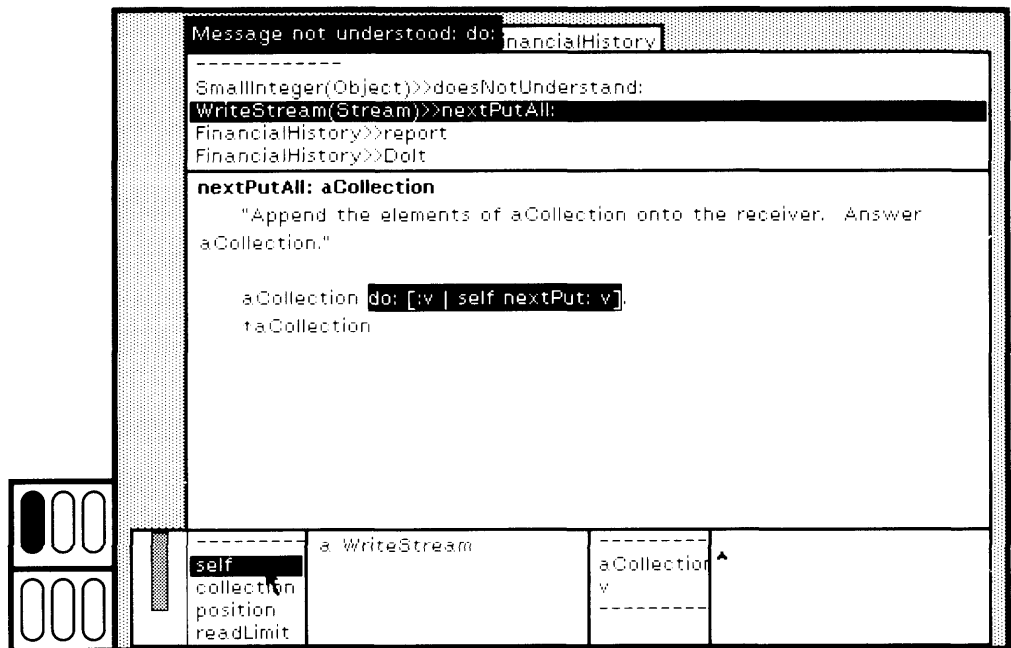 Message not understood: do:
nancialHistory
------------
SmallInteger(Object)>>doesNotUnderstand:
WriteStream(Stream)>>nextPutAll:
FinancialHistory>>report
FinancialHistory>>DoIt
nextPutAll: aCollection
"Append the elements of aCollection onto the receiver. Answer
aCollection."
aCollection do: [:v | self nextPut: v].
↑aCollection
----------
self
collection
position
readLimit
a WriteStream
----------
aCollection
v
----------